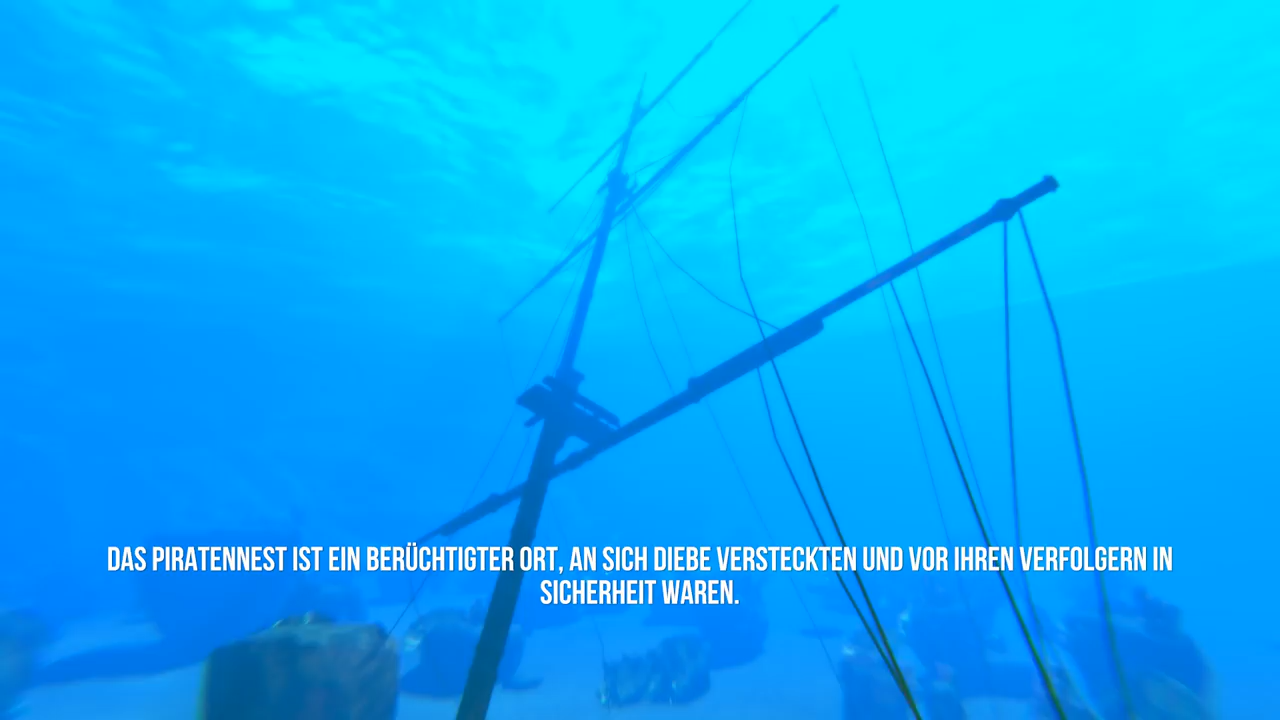 DAS PIRATENNEST IST EIN BERÜCHTIGTER ORT, AN SICH DIEBE VERSTECKTEN UND VOR IHREN VERFOLGERN IN
SICHERHEIT WAREN.